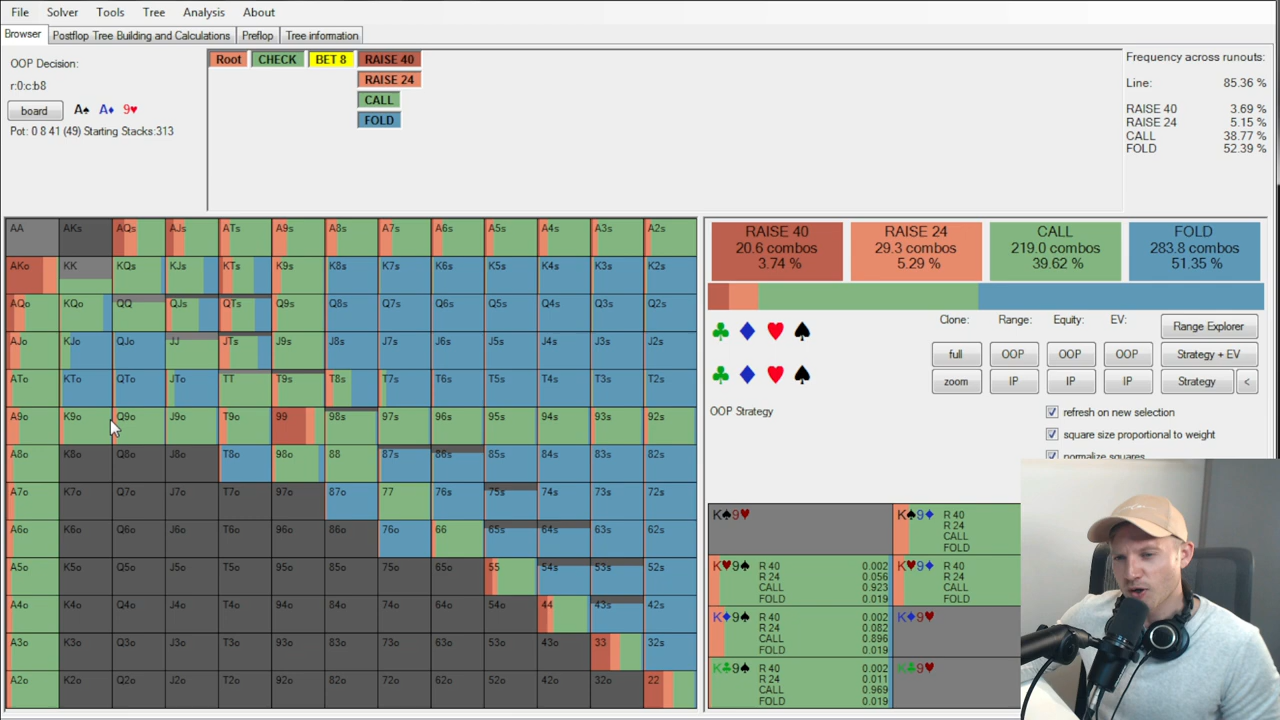 File Solver Tools Tree Analysis About
Browser Postflop Tree Building and Calculations Preflop Tree information
OOP Decision:
r:0:c:b8
board A♠ A♦ 9♥
Pot: 0 8 41 (49) Starting Stacks:313
Root CHECK BET 8 RAISE 40
RAISE 24
CALL
FOLD
Frequency across runouts:
Line: 85.36 %
RAISE 40 3.69 %
RAISE 24 5.15 %
CALL 38.77 %
FOLD 52.39 %
AA AKs AQs AJs ATs A9s A8s A7s A6s A5s A4s A3s A2s
AKo KK KQs KJs KTs K9s K8s K7s K6s K5s K4s K3s K2s
AQo KQo QQ QJs QTs Q9s Q8s Q7s Q6s Q5s Q4s Q3s Q2s
AJo KJo QJo JJ JTs J9s J8s J7s J6s J5s J4s J3s J2s
ATo KTo QTo JTo TT T9s T8s T7s T6s T5s T4s T3s T2s
A9o K9o Q9o J9o T9o 99 98s 97s 96s 95s 94s 93s 92s
A8o K8o Q8o J8o T8o 98o 88 87s 86s 85s 84s 83s 82s
A7o K7o Q7o J7o T7o 97o 87o 77 76s 75s 74s 73s 72s
A6o K6o Q6o J6o T6o 96o 86o 76o 66 65s 64s 63s 62s
A5o K5o Q5o J5o T5o 95o 85o 75o 65o 55 54s 53s 52s
A4o K4o Q4o J4o T4o 94o 84o 74o 64o 54o 44 43s 42s
A3o K3o Q3o J3o T3o 93o 83o 73o 63o 53o 43o 33 32s
A2o K2o Q2o J2o T2o 92o 82o 72o 62o 52o 42o 32o 22
RAISE 40 RAISE 24 CALL FOLD
20.6 combos 29.3 combos 219.0 combos 283.8 combos
3.74 % 5.29 % 39.62 % 51.35 %
Clone: Range: Equity: EV: Range Explorer
full OOP OOP OOP Strategy + EV
zoom IP IP IP Strategy <
OOP Strategy
refresh on new selection
square size proportional to weight
normalize squares
K♠9♥ K♠9♦ R 40
R 24
CALL
FOLD
K♥9♠ R 40 0.002 K♥9♦ R 40
R 24 0.056 R 24
CALL 0.923 CALL
FOLD 0.019 FOLD
K♦9♠ R 40 0.002 K♦9♥
R 24 0.082
CALL 0.896
FOLD 0.019
K♣9♠ R 40 0.002 K♣9♥
R 24 0.011
CALL 0.969
FOLD 0.019